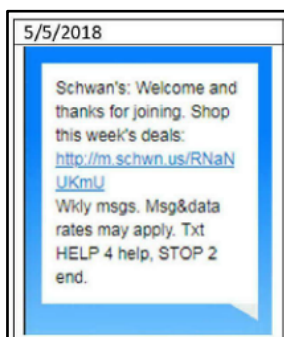 5/5/2018
Schwan's: Welcome and
thanks for joining. Shop
this week's deals:
http://m.schwn.us/RNaN
UKmU
Wkly msgs. Msg&data
rates may apply. Txt
HELP 4 help, STOP 2
end.